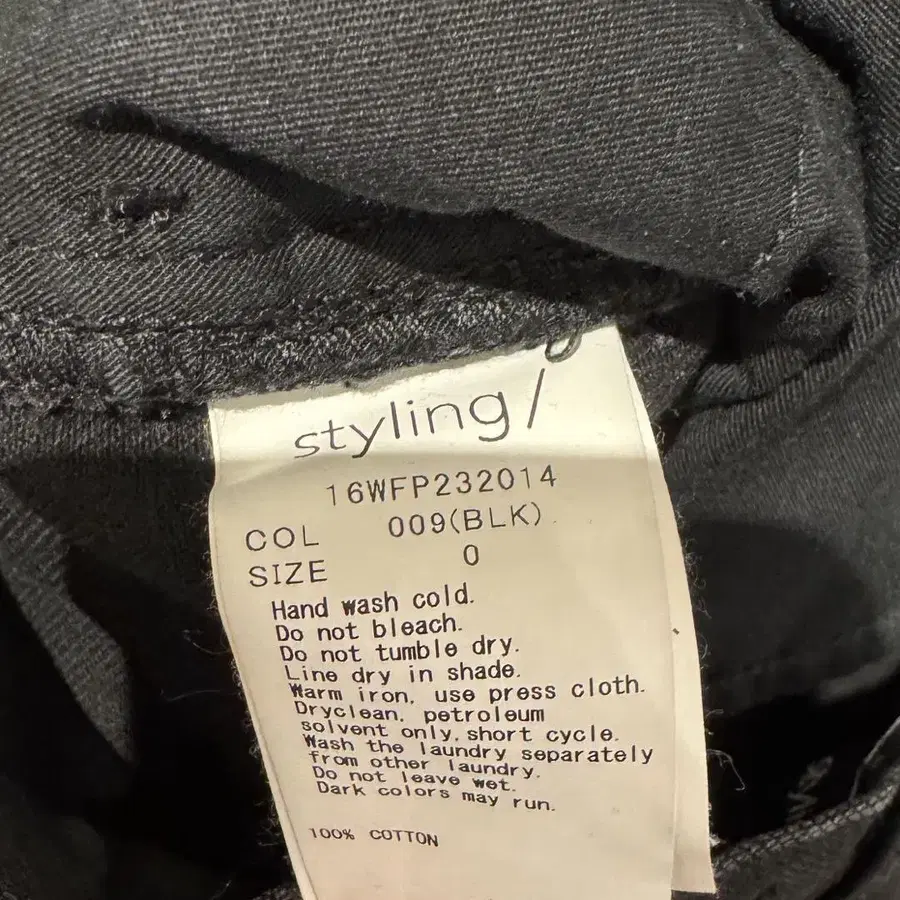 styling/
16WFP232014
COL 009(BLK)
SIZE 0
Hand wash cold.
Do not bleach.
Do not tumble dry.
Line dry in shade.
Warm iron, use press cloth.
Dryclean, petroleum
solvent only, short cycle.
Wash the laundry separately
from other laundry.
Do not leave wet.
Dark colors may run.
100% COTTON